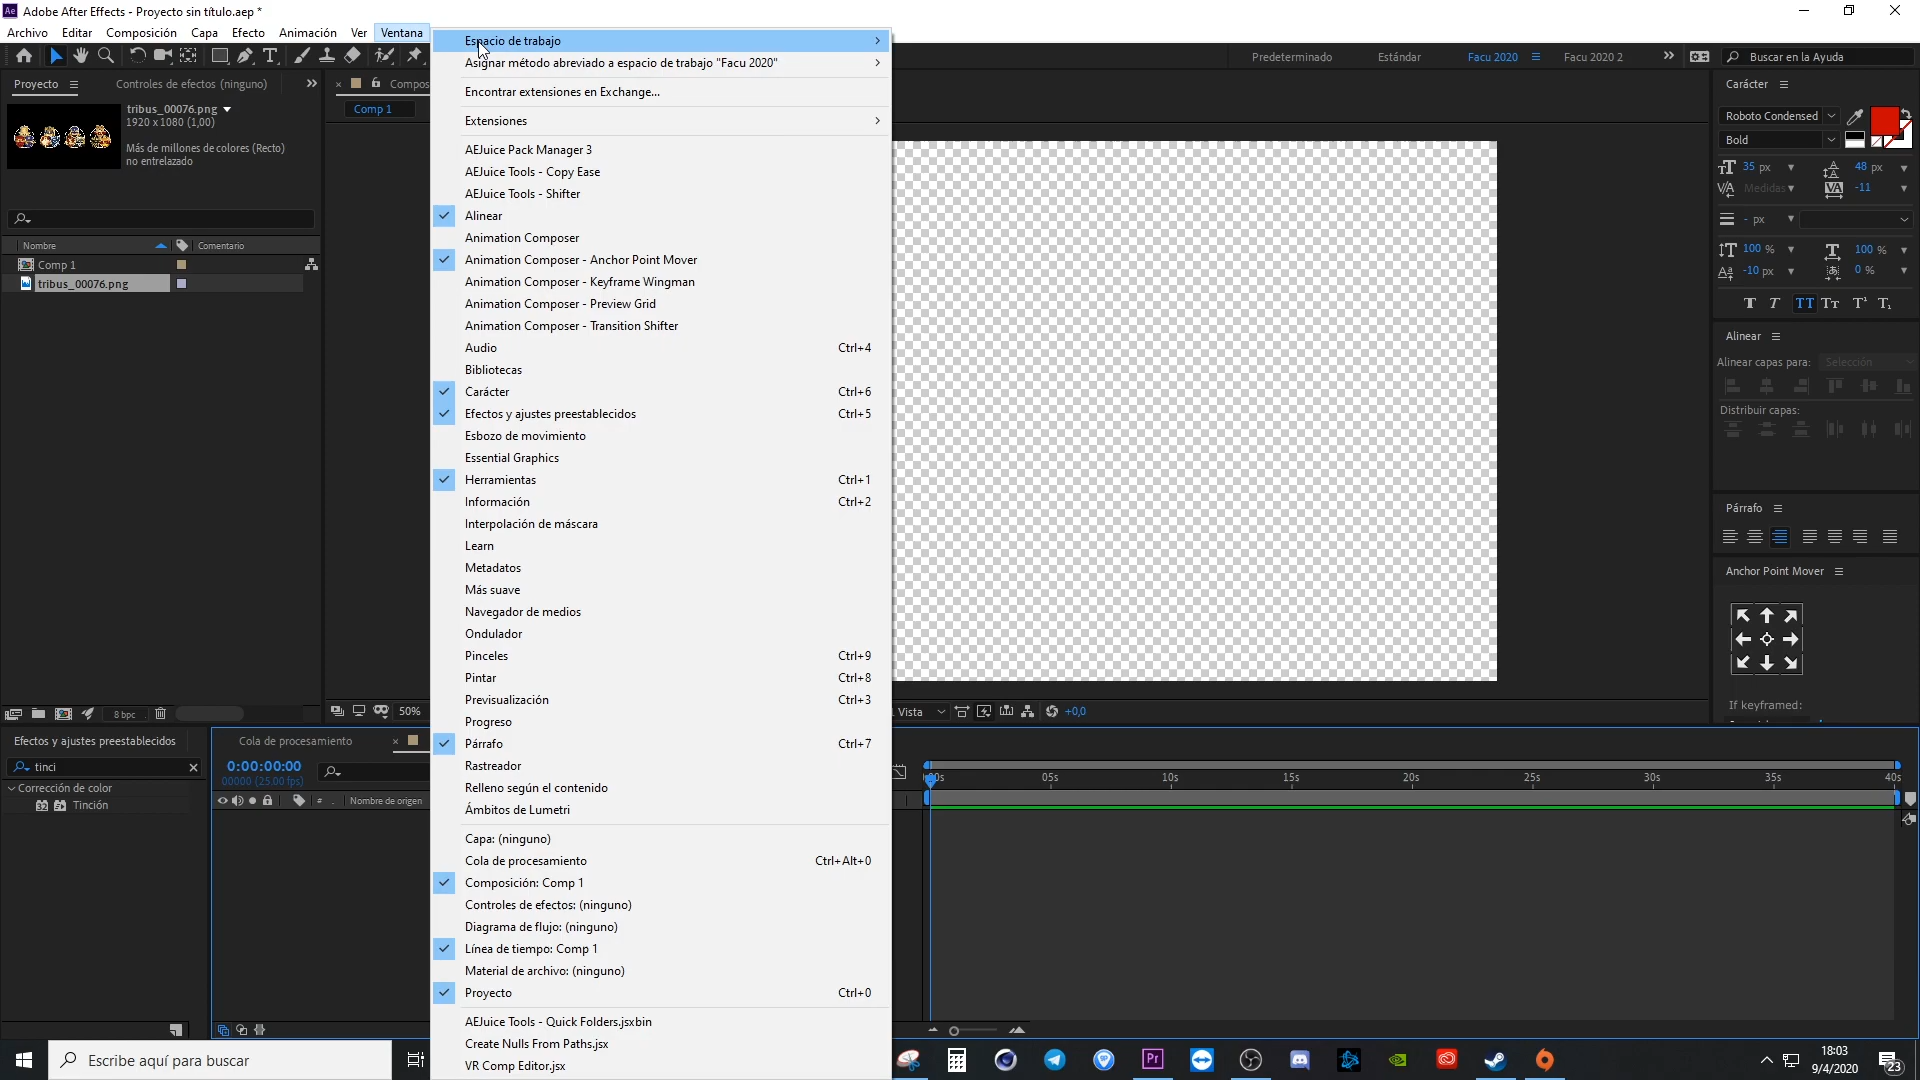 Adobe After Effects - Proyecto sin título.aep *
Archivo Editar Composición Capa Efecto Animación Ver Ventana
Predeterminado Estándar Facu 2020 Facu 2020 2 Buscar en la Ayuda
Proyecto Controles de efectos (ninguno)
Compos
Comp 1
tribus_00076.png
1920 x 1080 (1,00)
Más de millones de colores (Recto)
no entrelazado
Nombre Comentario
Comp 1
tribus_00076.png
8 bpc
Espacio de trabajo
Asignar método abreviado a espacio de trabajo "Facu 2020"
Encontrar extensiones en Exchange...
Extensiones
AEJuice Pack Manager 3
AEJuice Tools - Copy Ease
AEJuice Tools - Shifter
Alinear
Animation Composer
Animation Composer - Anchor Point Mover
Animation Composer - Keyframe Wingman
Animation Composer - Preview Grid
Animation Composer - Transition Shifter
Audio Ctrl+4
Bibliotecas
Carácter Ctrl+6
Efectos y ajustes preestablecidos Ctrl+5
Esbozo de movimiento
Essential Graphics
Herramientas Ctrl+1
Información Ctrl+2
Interpolación de máscara
Learn
Metadatos
Más suave
Navegador de medios
Ondulador
Pinceles Ctrl+9
Pintar Ctrl+8
Previsualización Ctrl+3
Progreso
Párrafo Ctrl+7
Rastreador
Relleno según el contenido
Ámbitos de Lumetri
Capa: (ninguno)
Cola de procesamiento Ctrl+Alt+0
Composición: Comp 1
Controles de efectos: (ninguno)
Diagrama de flujo: (ninguno)
Línea de tiempo: Comp 1
Material de archivo: (ninguno)
Proyecto Ctrl+0
AEJuice Tools - Quick Folders.jsxbin
Create Nulls From Paths.jsx
VR Comp Editor.jsx
50%
Vista
+0,0
Carácter
Roboto Condensed
Bold
35 px 48 px
Medidas -11
- px
100 % 100 %
-10 px 0 %
Alinear
Alinear capas para: Selección
Distribuir capas:
Párrafo
Anchor Point Mover
If keyframed:
Efectos y ajustes preestablecidos
tinci
Corrección de color
32 Tinción
Cola de procesamiento
0:00:00:00
00000 (25.00 fps)
# Nombre de origen
05s 10s 15s 20s 25s 30s 35s 40s
Escribe aquí para buscar
Pr
18:03
9/4/2020
23